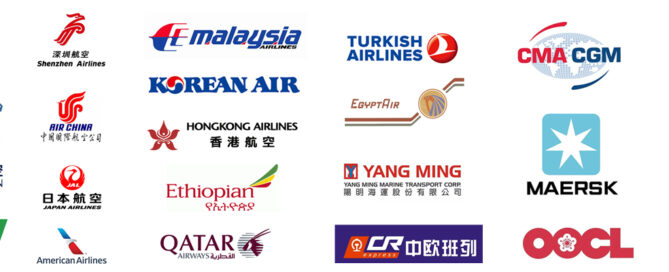 深圳航空
Shenzhen Airlines
AIR CHINA
中国国际航空公司
JAL
日本航空
JAPAN AIRLINES
American Airlines
malaysia
AIRLINES
KOREAN AIR
HONGKONG AIRLINES
香港航空
Ethiopian
የኢትዮጵያ
QATAR
AIRWAYS القطرية
TURKISH
AIRLINES
EGYPTAIR
YANG MING
YANG MING MARINE TRANSPORT CORP.
陽明海運股份有限公司
CR
express
中欧班列
CMA CGM
MAERSK
OOCL